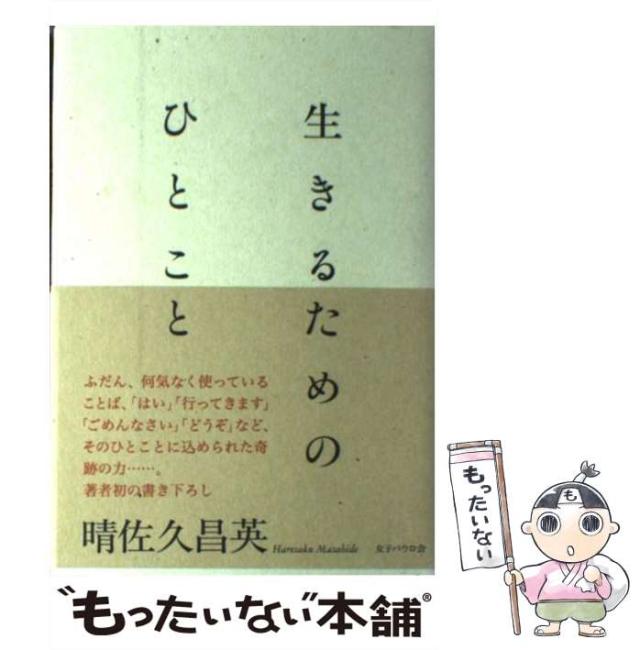 生きるための
ひとこと
ふだん、何気なく使っている
ことば、「はい」「行ってきます」
「ごめんなさい」「どうぞ」など、
そのひとことに込められた奇
跡の力……。
著者初の書き下ろし
晴佐久昌英 Haresaku Masahide 女子パウロ会
もったいない
も
“もったいない”本舗®